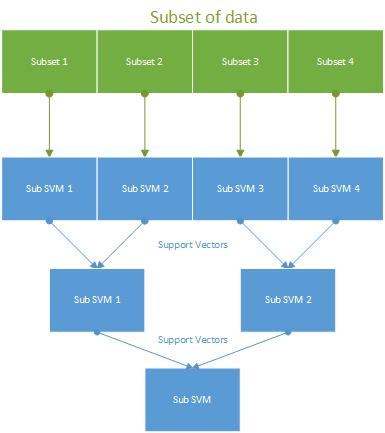 Subset of data
Subset 1 Subset 2 Subset 3 Subset 4
Sub SVM 1 Sub SVM 2 Sub SVM 3 Sub SVM 4
Support Vectors
Sub SVM 1 Sub SVM 2
Support Vectors
Sub SVM